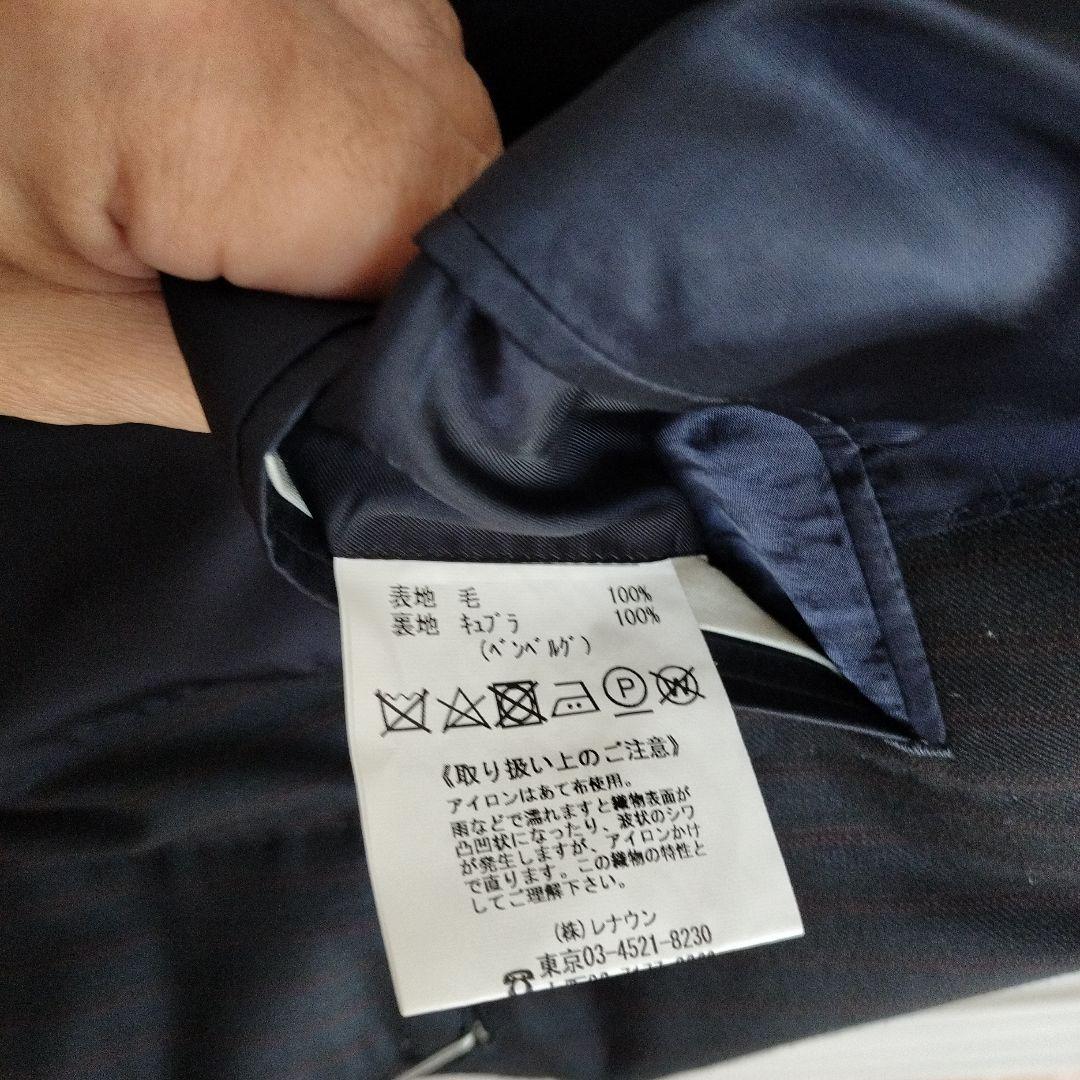 表地 毛 100%
裏地 ｷｭﾌﾟﾗ 100%
(ﾍﾞﾝﾍﾞﾙｸﾞ)
P W
《取り扱い上のご注意》
アイロンはあて布使用。
雨などで濡れますと織物表面が
凸凹状になったり、波状のシワ
が発生しますが、アイロンかけ
で直ります。この織物の特性と
してご理解下さい。
(株)レナウン
☎東京03-4521-8230